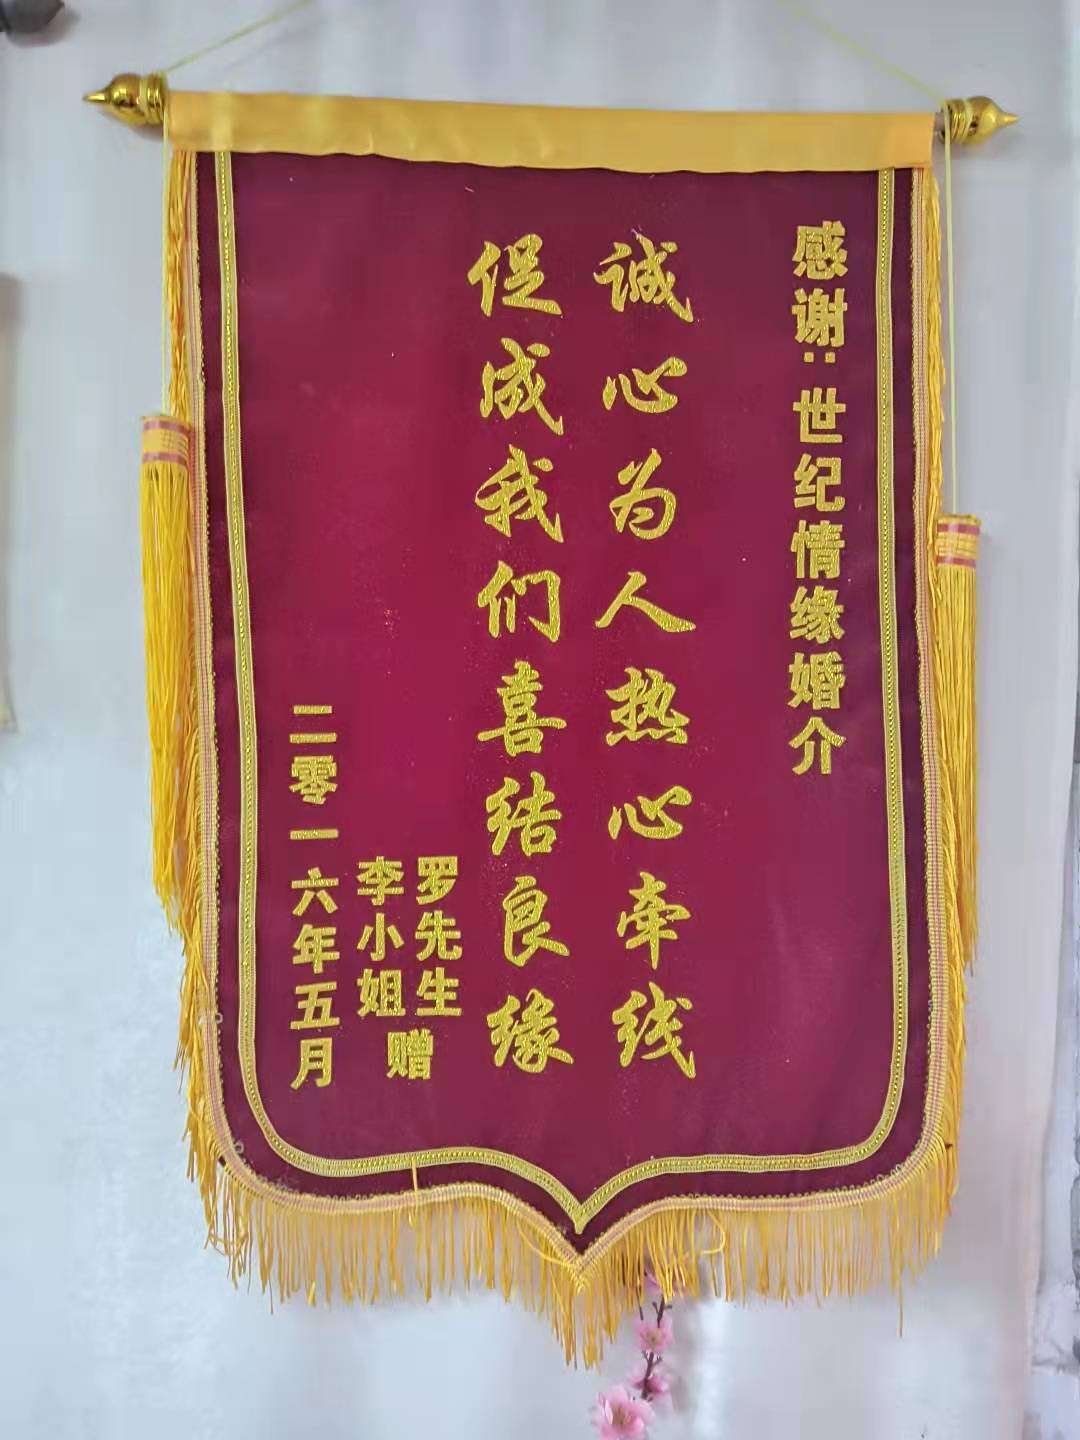 感谢：世纪情缘婚介
诚心为人热心牵线
促成我们喜结良缘
罗先生
李小姐
赠
二零一六年五月